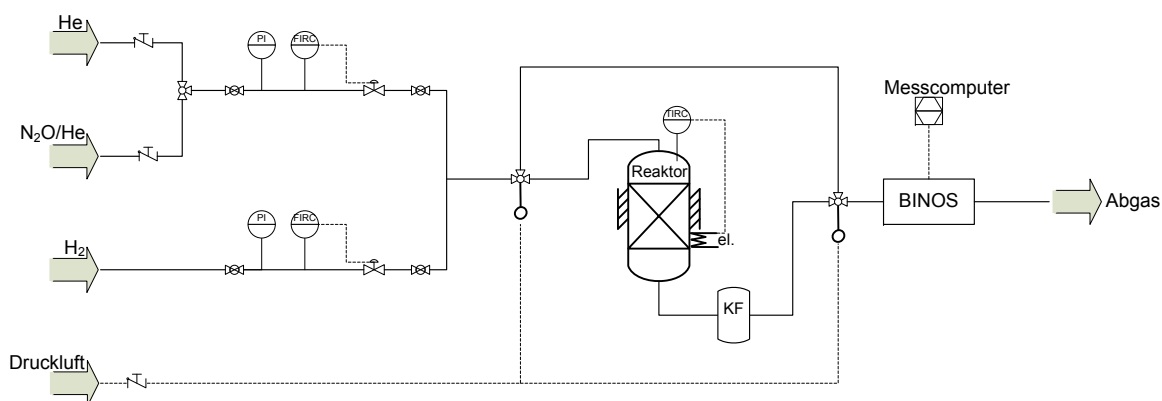 He
PI
FIRC
Messcomputer
N₂O/He
TIRC
Reaktor
BINOS
Abgas
H₂
PI
FIRC
el.
KF
Druckluft